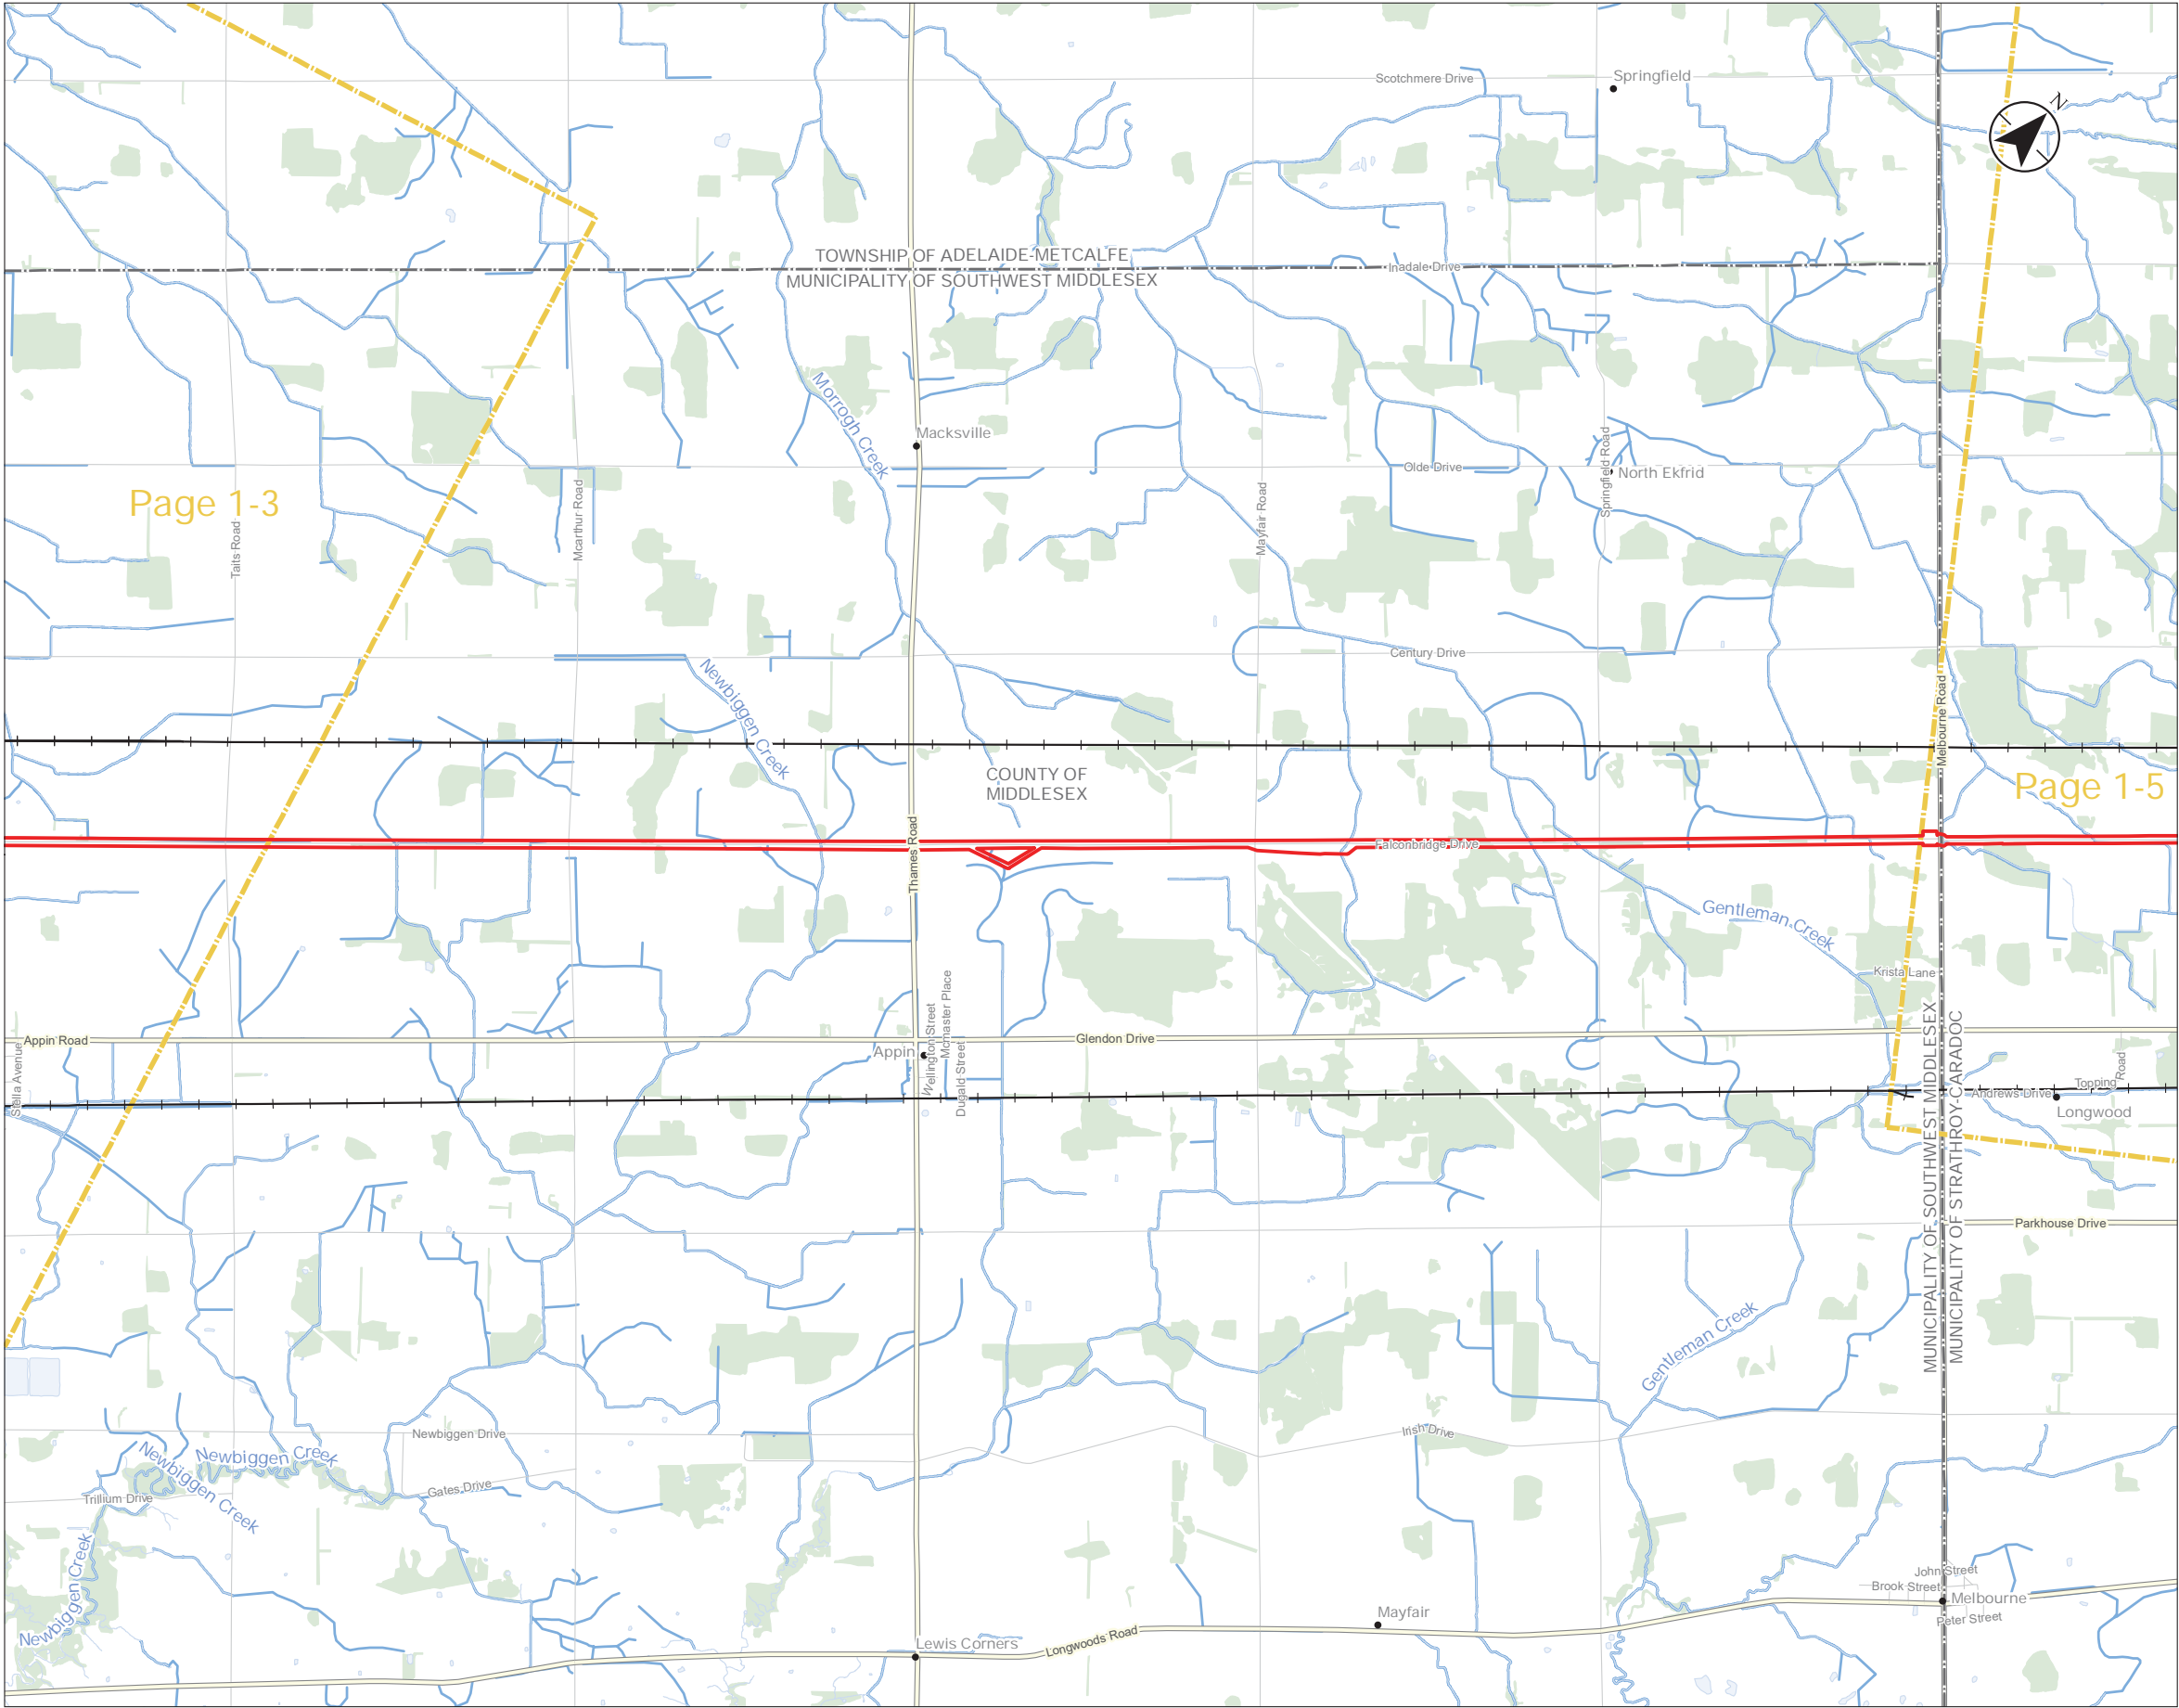 Scotchmere Drive
Springfield
N
TOWNSHIP OF ADELAIDE-METCALFE
MUNICIPALITY OF SOUTHWEST MIDDLESEX
Inadale Drive
Morrogh Creek
Macksville
Olde Drive
Springfield Road
North Ekfrid
Page 1-3
Taits Road
Mcarthur Road
Mayfair Road
Century Drive
Newbiggen Creek
Melbourne Road
COUNTY OF
MIDDLESEX
Page 1-5
Thames Road
Falconbridge Drive
Gentleman Creek
Krista Lane
Appin Road
Stella Avenue
Glendon Drive
Appin
Wellington Street
Mcmaster Place
Dugald Street
MUNICIPALITY OF SOUTHWEST MIDDLESEX
MUNICIPALITY OF STRATHROY-CARADOC
Topping Road
Andrews Drive
Longwood
Parkhouse Drive
Gentleman Creek
Newbiggen Drive
Irish Drive
Newbiggen Creek
Newbiggen Creek
Gates Drive
Trillium Drive
Newbiggen Creek
John Street
Brook Street
Melbourne
Peter Street
Mayfair
Lewis Corners
Longwoods Road